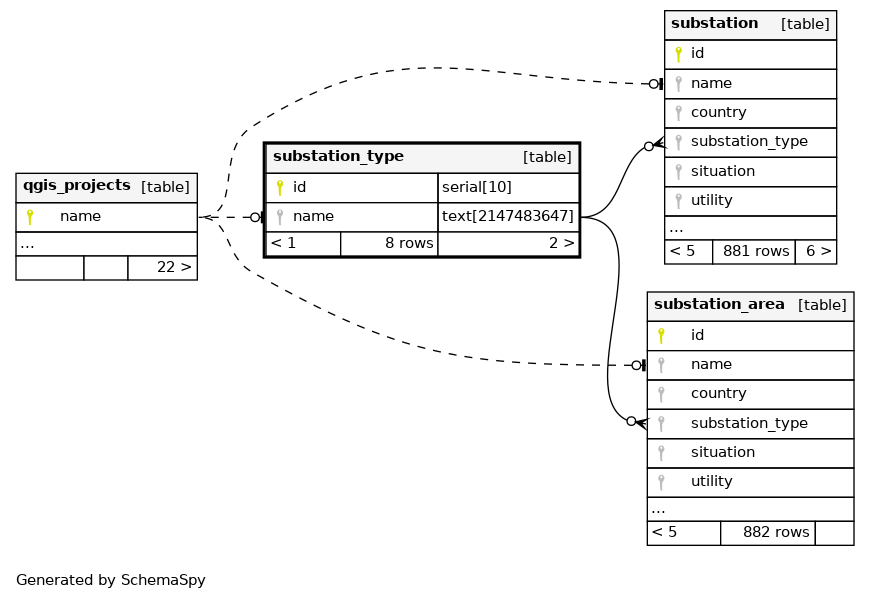 substation [table]
id
name
country
substation_type
situation
utility
...
< 5 881 rows 6 >
substation_type [table]
id serial[10]
name text[2147483647]
< 1 8 rows 2 >
qgis_projects [table]
name
...
22 >
substation_area [table]
id
name
country
substation_type
situation
utility
...
< 5 882 rows
Generated by SchemaSpy